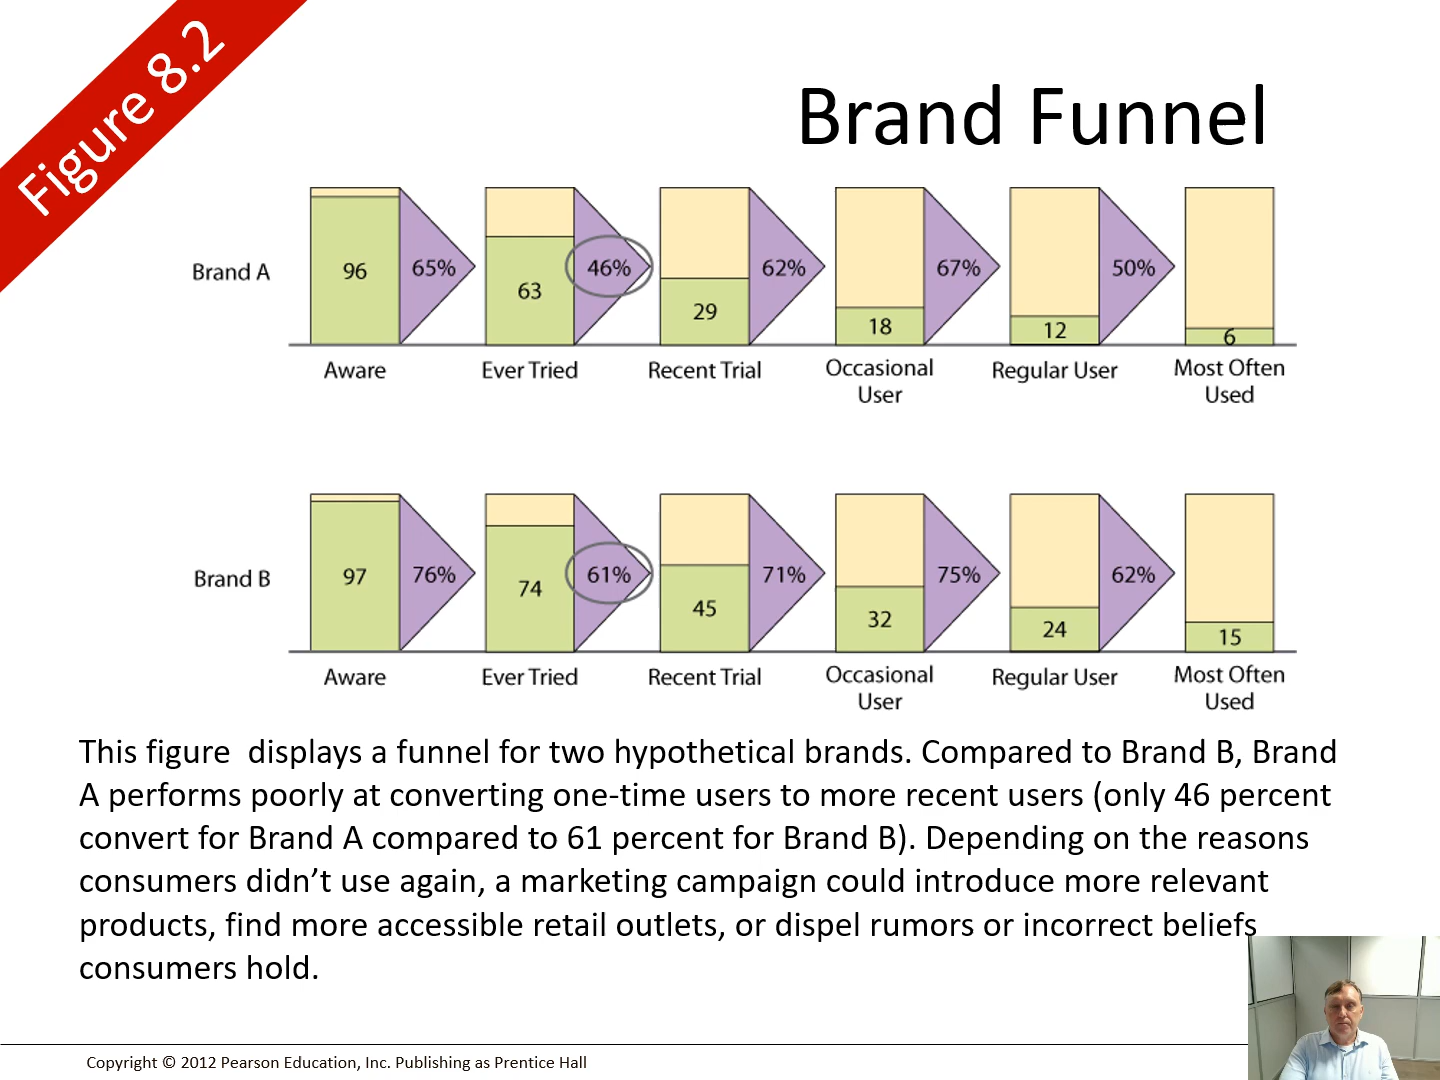 Figure 8.2
Brand Funnel
Brand A
96
65%
63
46%
29
62%
18
67%
12
50%
6
Aware
Ever Tried
Recent Trial
Occasional
User
Regular User
Most Often
Used
Brand B
97
76%
74
61%
45
71%
32
75%
24
62%
15
Aware
Ever Tried
Recent Trial
Occasional
User
Regular User
Most Often
Used
This figure  displays a funnel for two hypothetical brands. Compared to Brand B, Brand
A performs poorly at converting one-time users to more recent users (only 46 percent
convert for Brand A compared to 61 percent for Brand B). Depending on the reasons
consumers didn’t use again, a marketing campaign could introduce more relevant
products, find more accessible retail outlets, or dispel rumors or incorrect beliefs
consumers hold.
Copyright © 2012 Pearson Education, Inc. Publishing as Prentice Hall